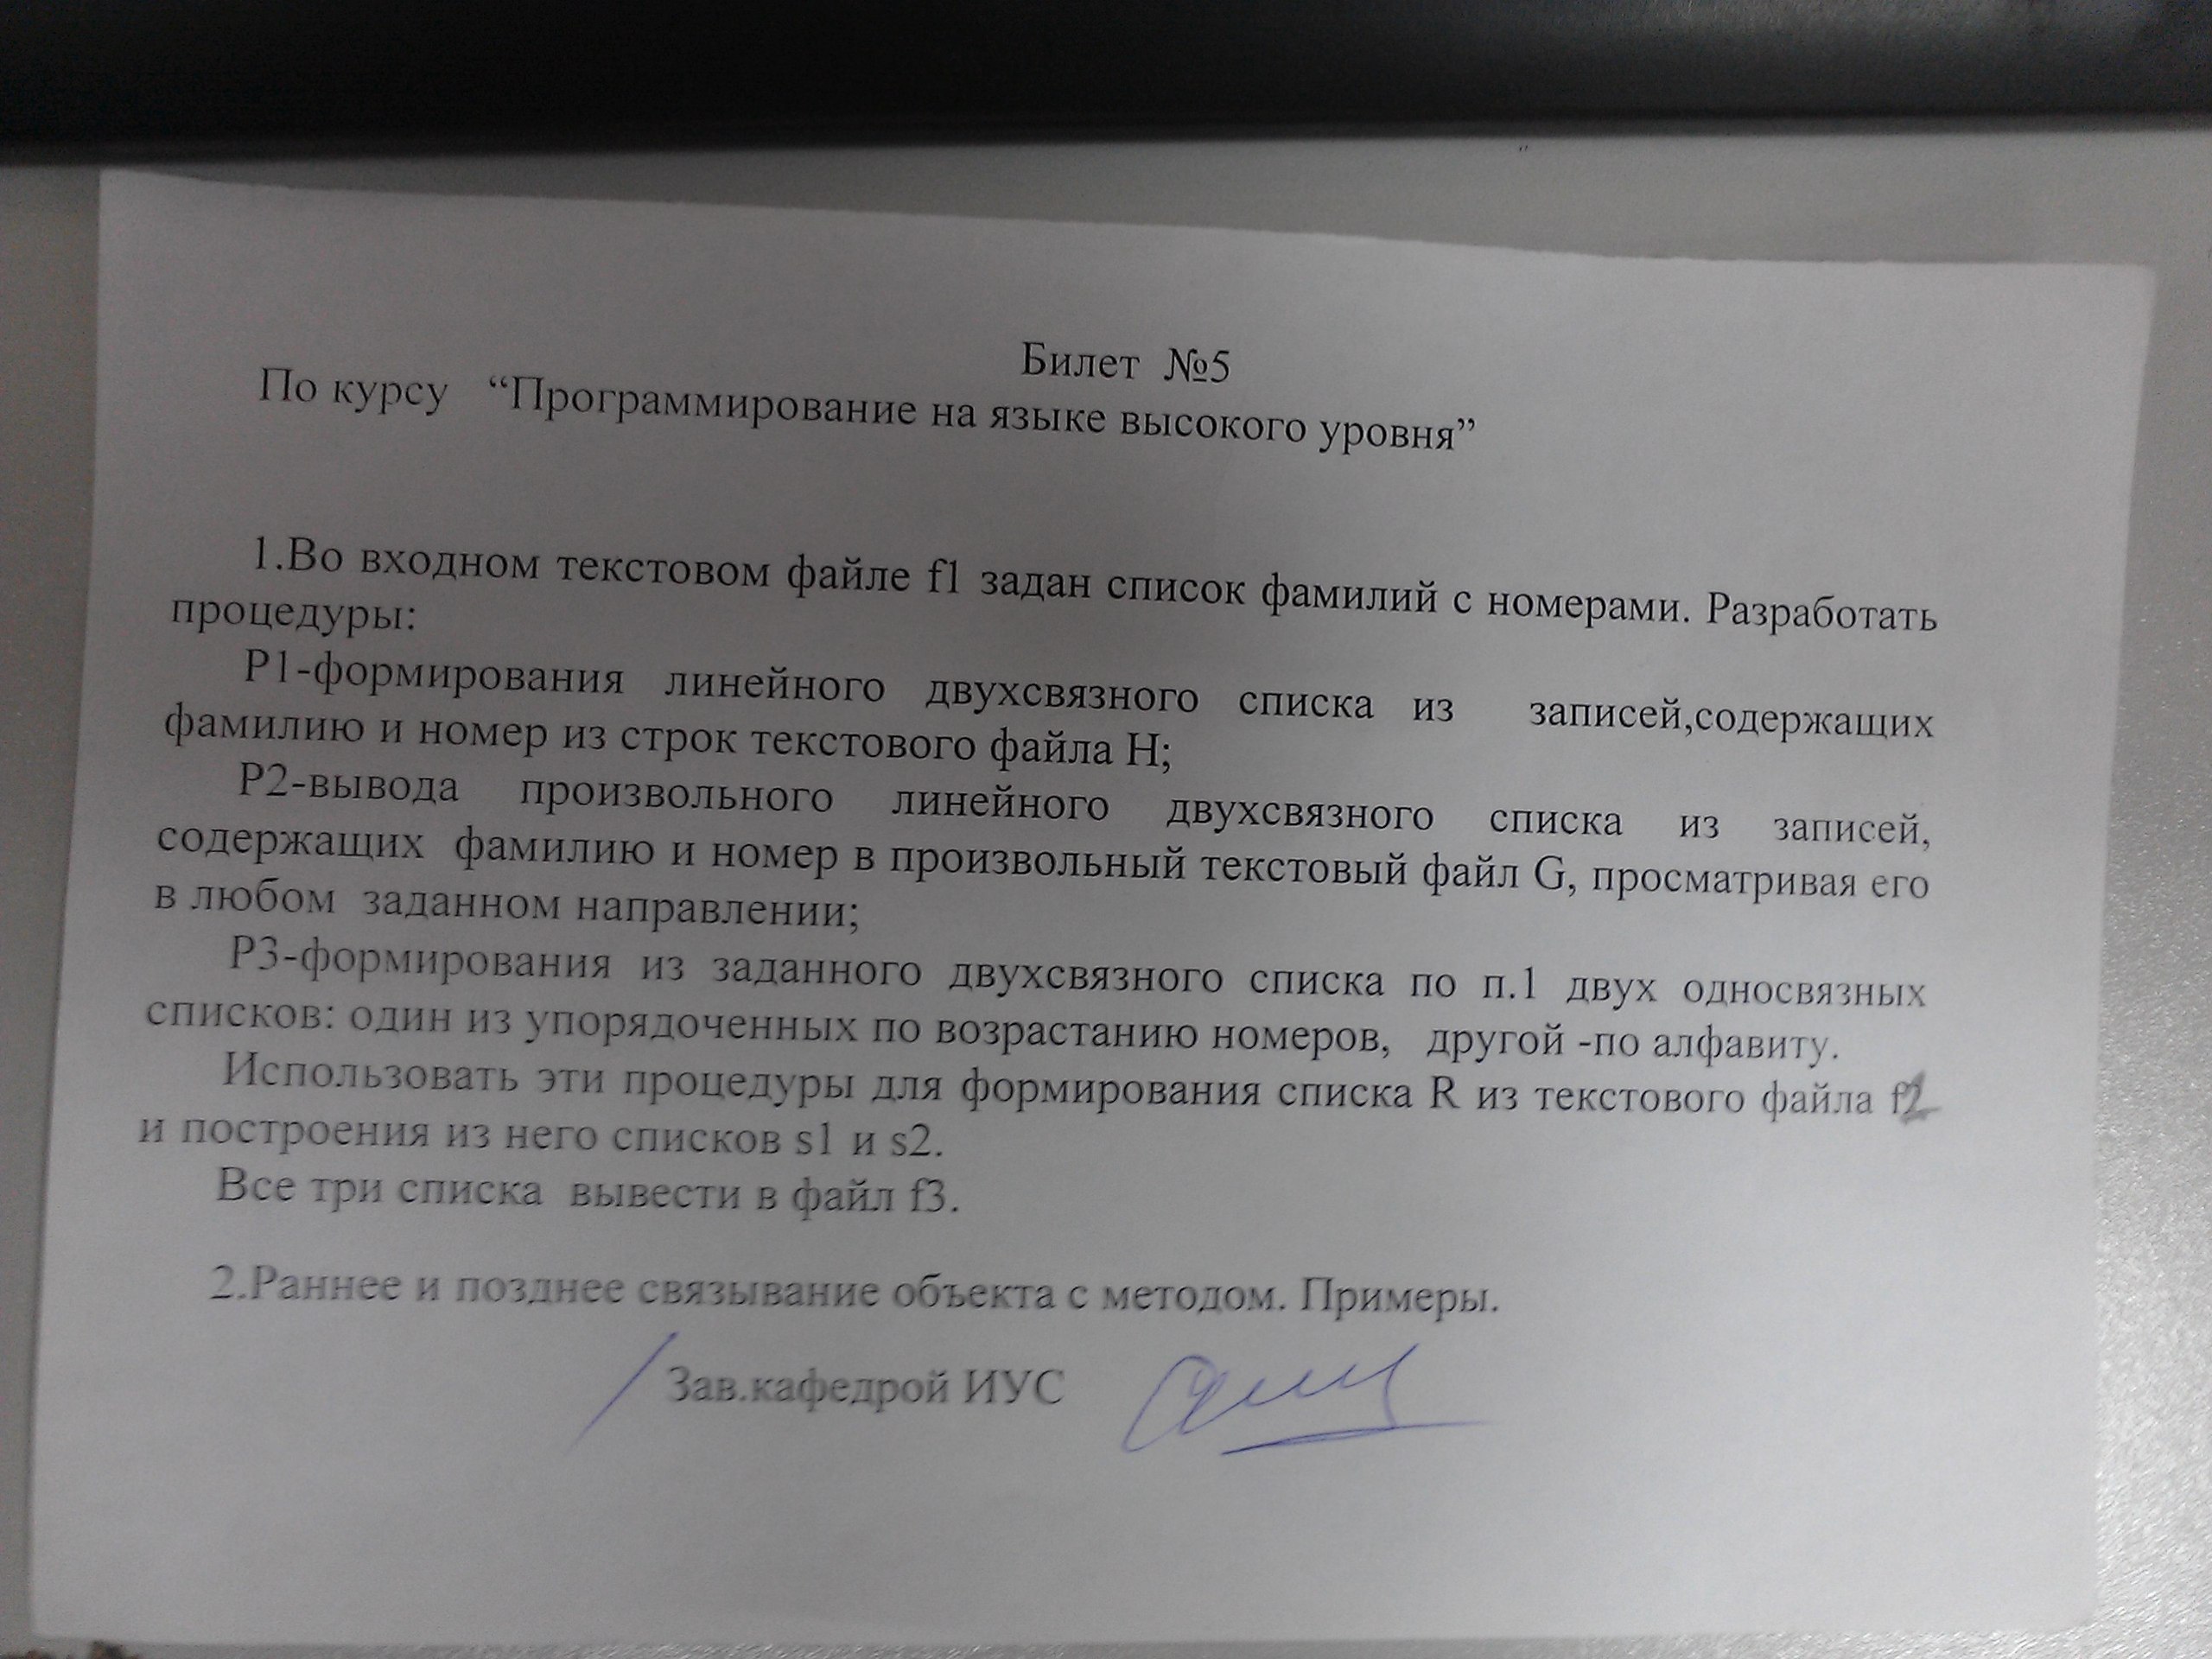 Билет №5
По курсу “Программирование на языке высокого уровня”
1.Во входном текстовом файле f1 задан список фамилий с номерами. Разработать
процедуры:
Р1-формирования линейного двухсвязного списка из записей,содержащих
фамилию и номер из строк текстового файла Н;
Р2-вывода произвольного линейного двухсвязного списка из записей,
содержащих фамилию и номер в произвольный текстовый файл G, просматривая его
в любом заданном направлении;
Р3-формирования из заданного двухсвязного списка по п.1 двух односвязных
списков: один из упорядоченных по возрастанию номеров, другой -по алфавиту.
Использовать эти процедуры для формирования списка R из текстового файла f2
и построения из него списков s1 и s2.
Все три списка вывести в файл f3.
2.Раннее и позднее связывание объекта с методом. Примеры.
Зав.кафедрой ИУС